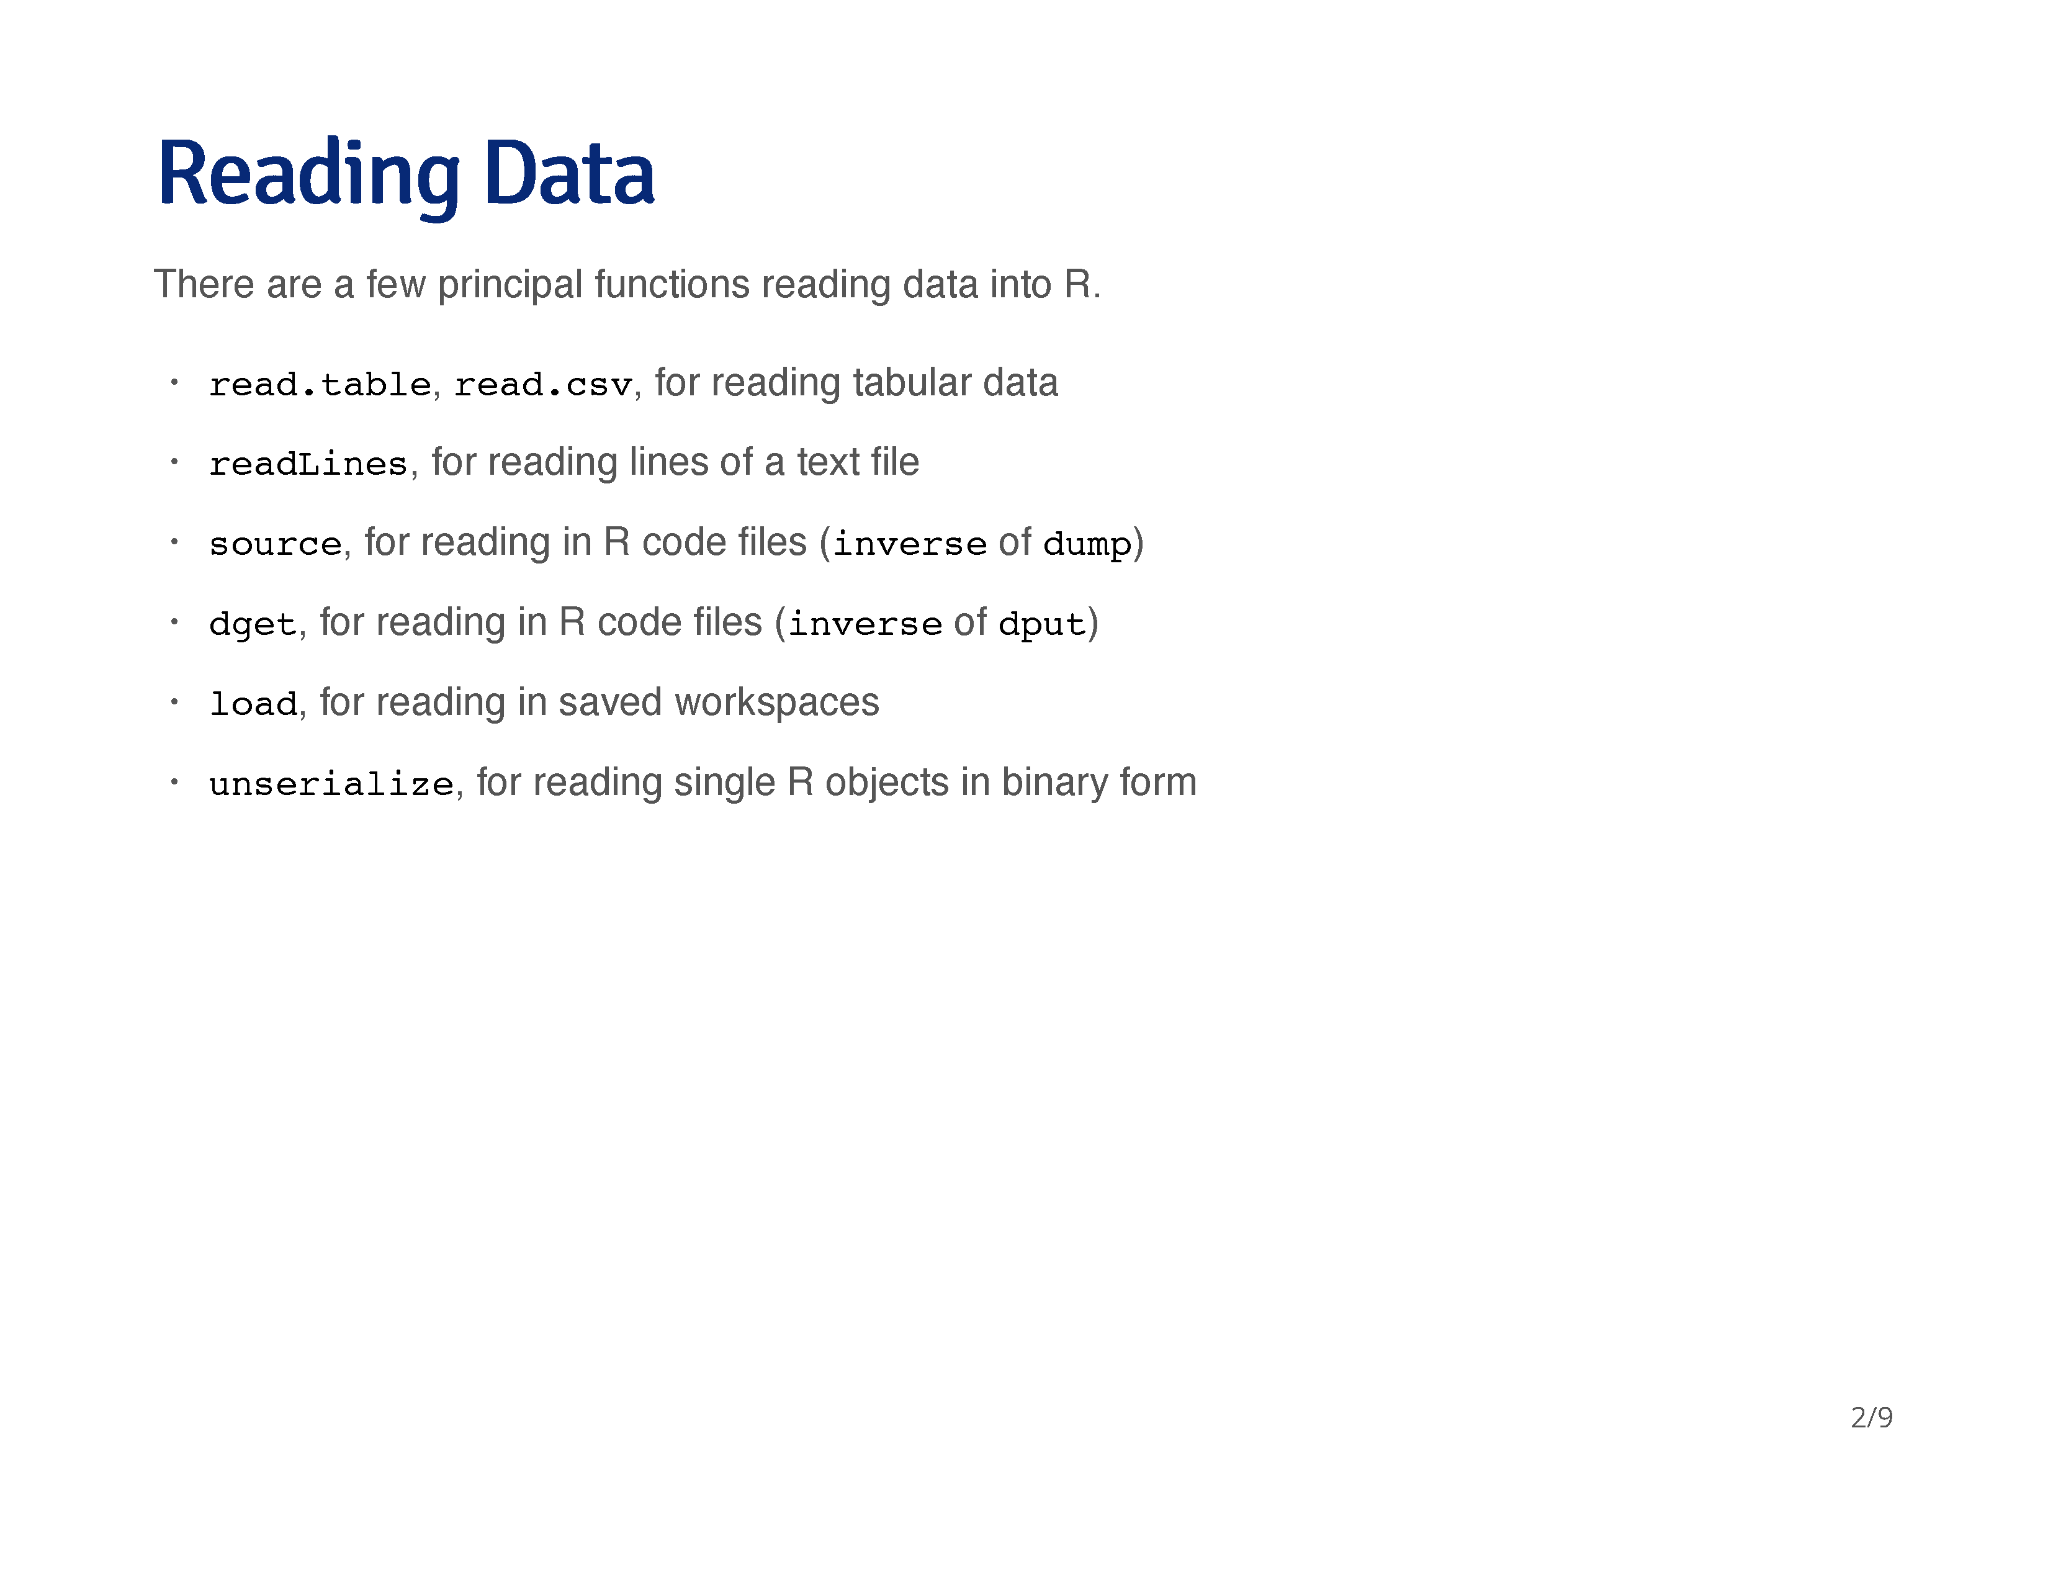 Reading Data
There are a few principal functions reading data into R.
· read.table, read.csv, for reading tabular data
· readLines, for reading lines of a text file
· source, for reading in R code files (inverse of dump)
· dget, for reading in R code files (inverse of dput)
· load, for reading in saved workspaces
· unserialize, for reading single R objects in binary form
2/9